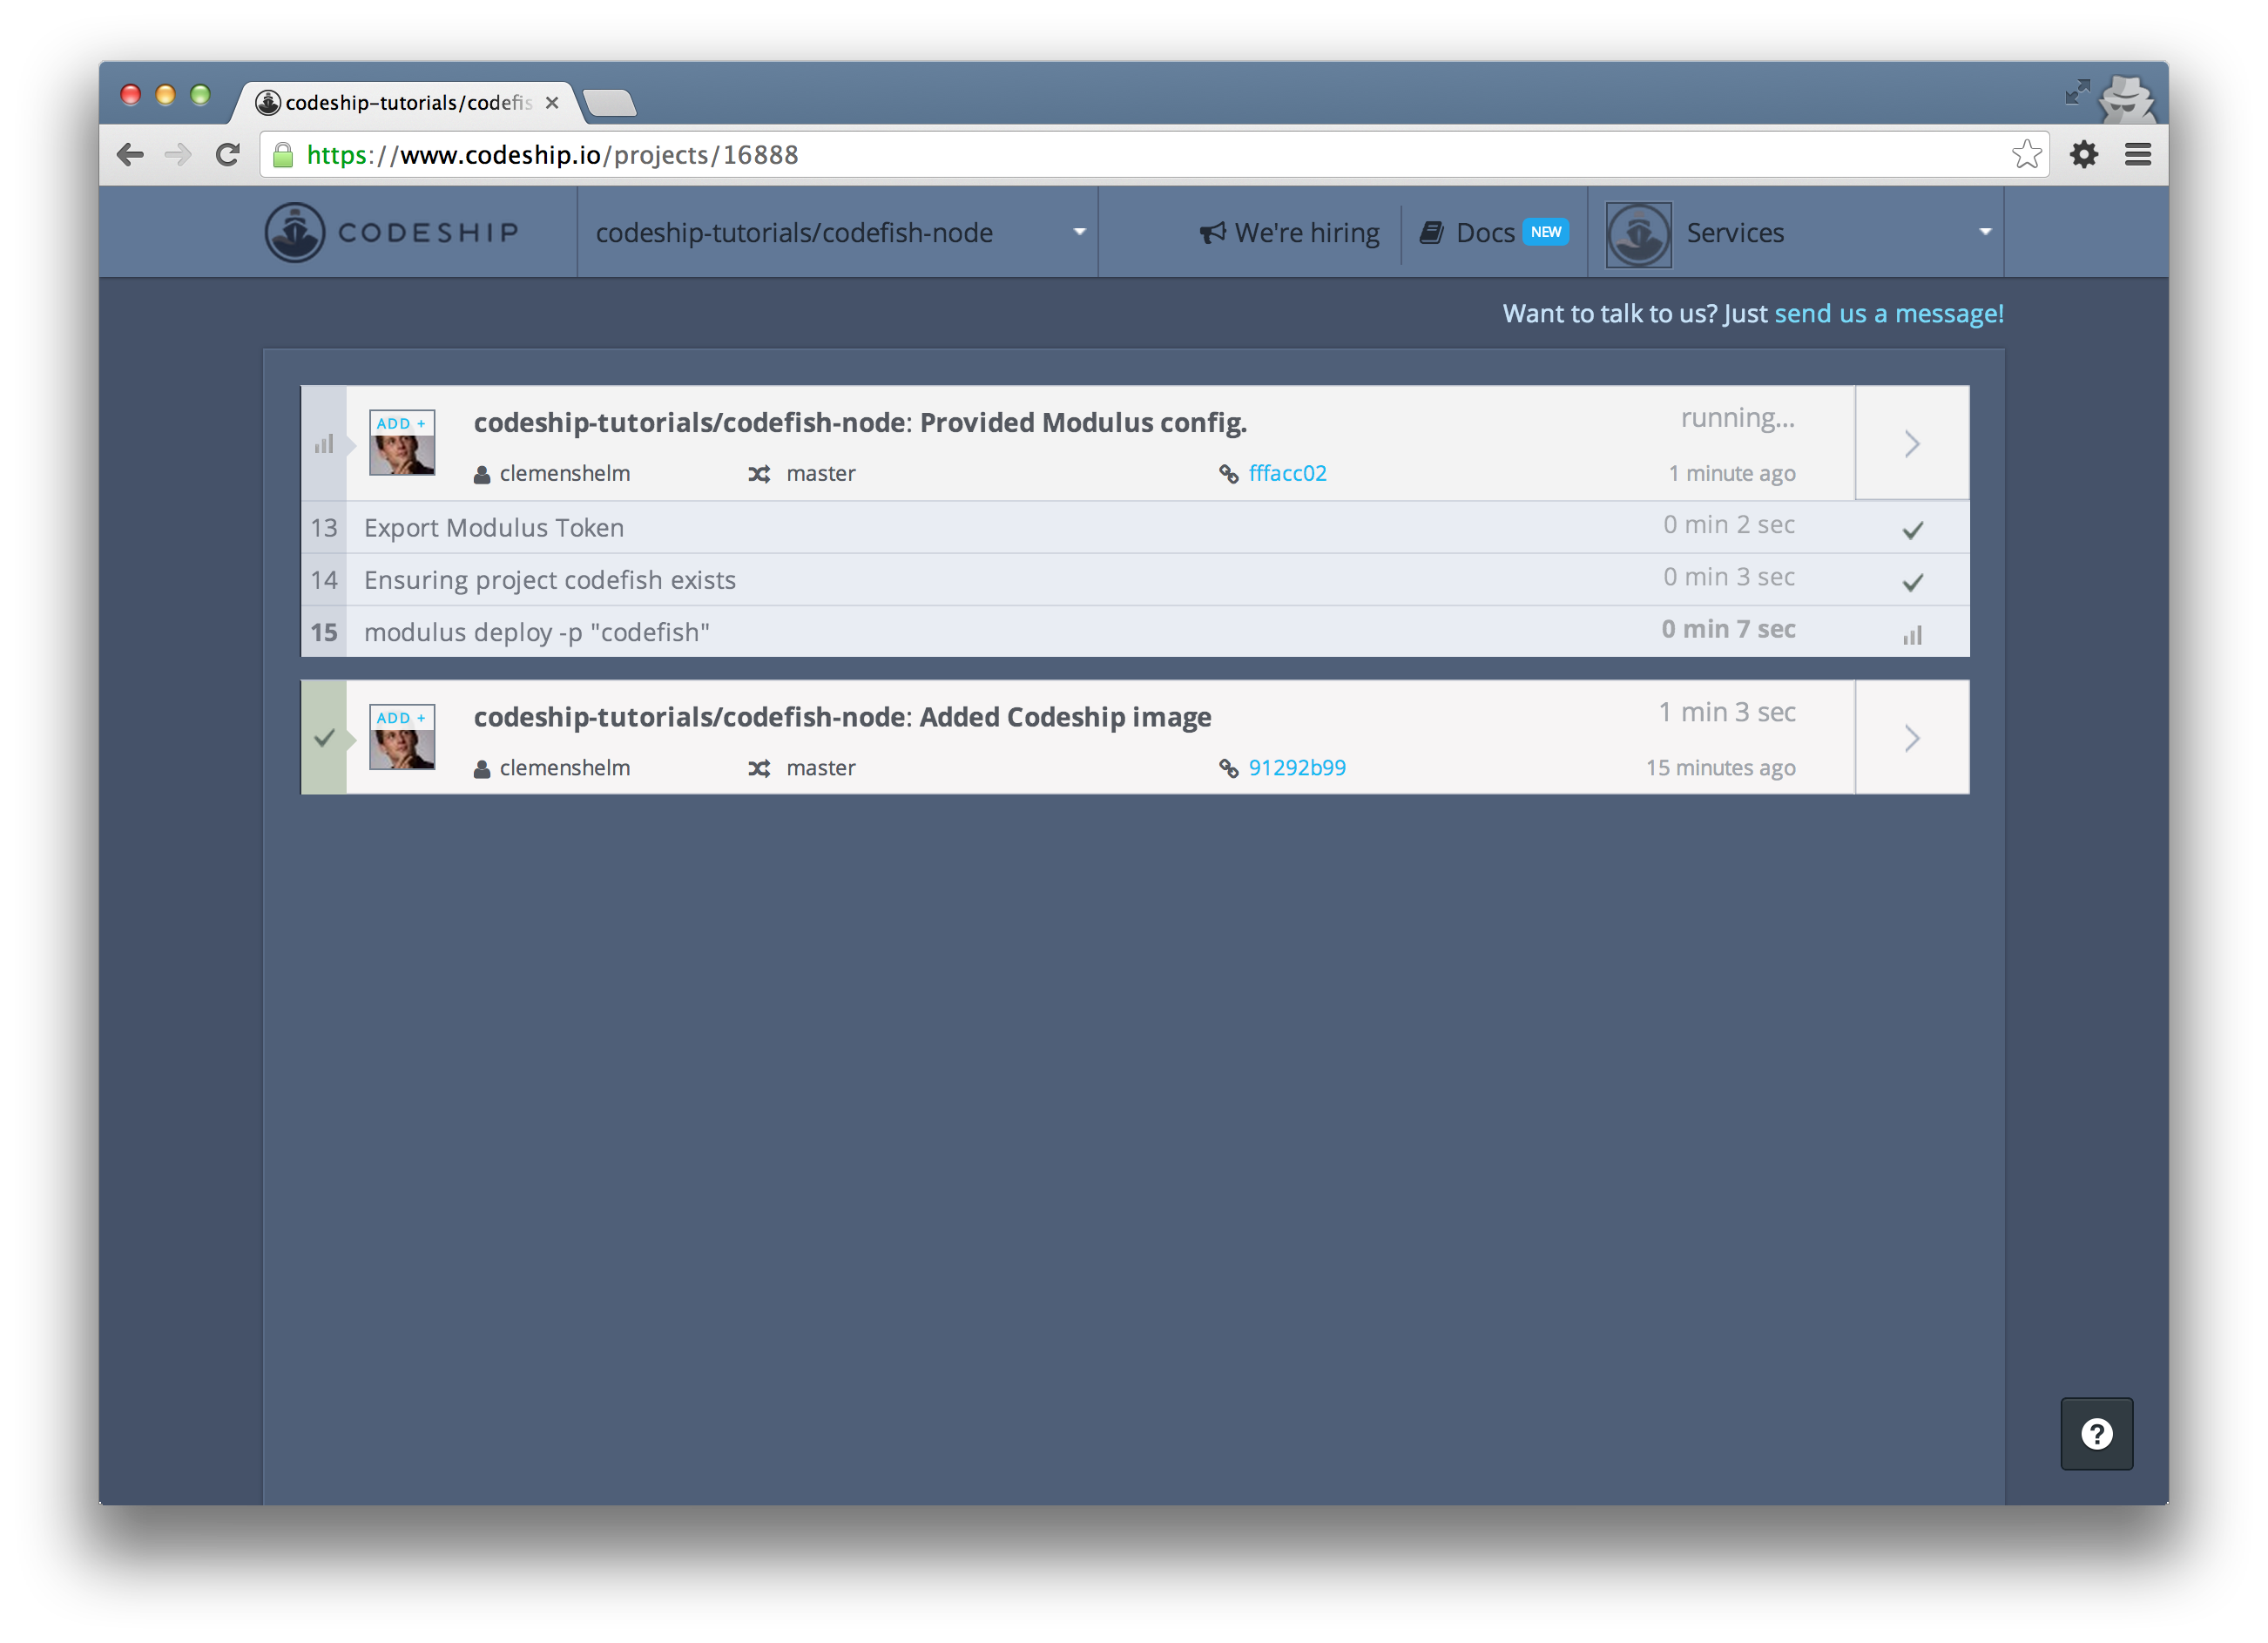 codeship-tutorials/codefis
https://www.codeship.io/projects/16888
CODESHIP
codeship-tutorials/codefish-node
We're hiring
Docs NEW
Services
Want to talk to us? Just send us a message!
ADD +
codeship-tutorials/codefish-node: Provided Modulus config.
running...
clemenshelm
master
fffacc02
1 minute ago
13 Export Modulus Token 0 min 2 sec
14 Ensuring project codefish exists 0 min 3 sec
15 modulus deploy -p "codefish" 0 min 7 sec
ADD +
codeship-tutorials/codefish-node: Added Codeship image
1 min 3 sec
clemenshelm
master
91292b99
15 minutes ago
?